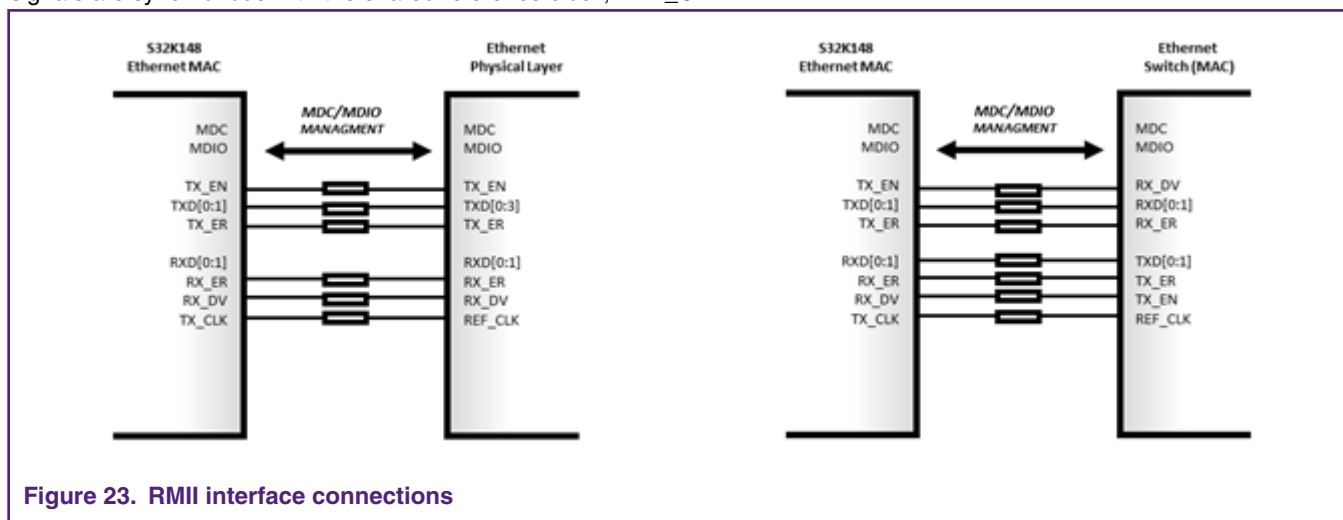 S32K148
Ethernet MAC
Ethernet
Physical Layer
MDC/MDIO
MANAGMENT
MDC
MDIO
TX_EN
TXD[0:1]
TX_ER
RXD[0:1]
RX_ER
RX_DV
TX_CLK
MDC
MDIO
TX_EN
TXD[0:3]
TX_ER
RXD[0:1]
RX_ER
RX_DV
REF_CLK
S32K148
Ethernet MAC
Ethernet
Switch (MAC)
MDC/MDIO
MANAGMENT
MDC
MDIO
TX_EN
TXD[0:1]
TX_ER
RXD[0:1]
RX_ER
RX_DV
TX_CLK
MDC
MDIO
RX_DV
RXD[0:1]
RX_ER
TXD[0:1]
TX_ER
TX_EN
REF_CLK
Figure 23. RMII interface connections